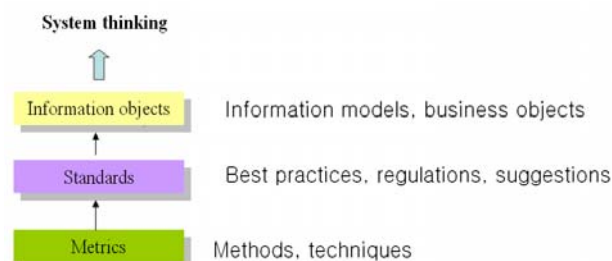 System thinking
Information objects Information models, business objects
Standards Best practices, regulations, suggestions
Metrics Methods, techniques